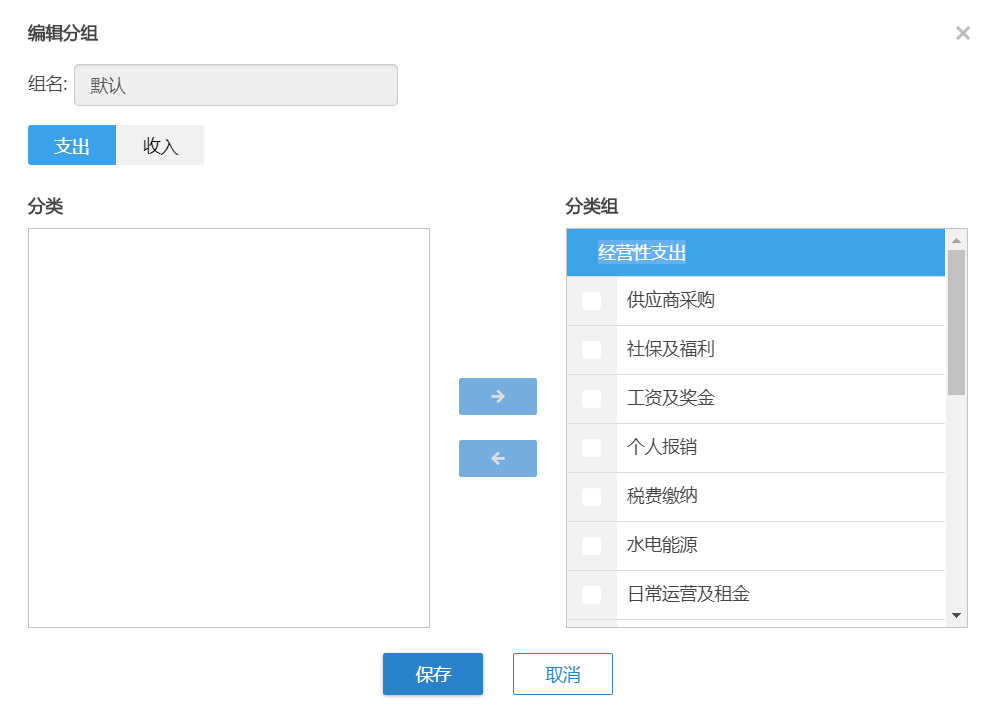 编辑分组
组名:
默认
支出
收入
分类
分类组
经营性支出
供应商采购
社保及福利
工资及奖金
个人报销
税费缴纳
水电能源
日常运营及租金
保存
取消